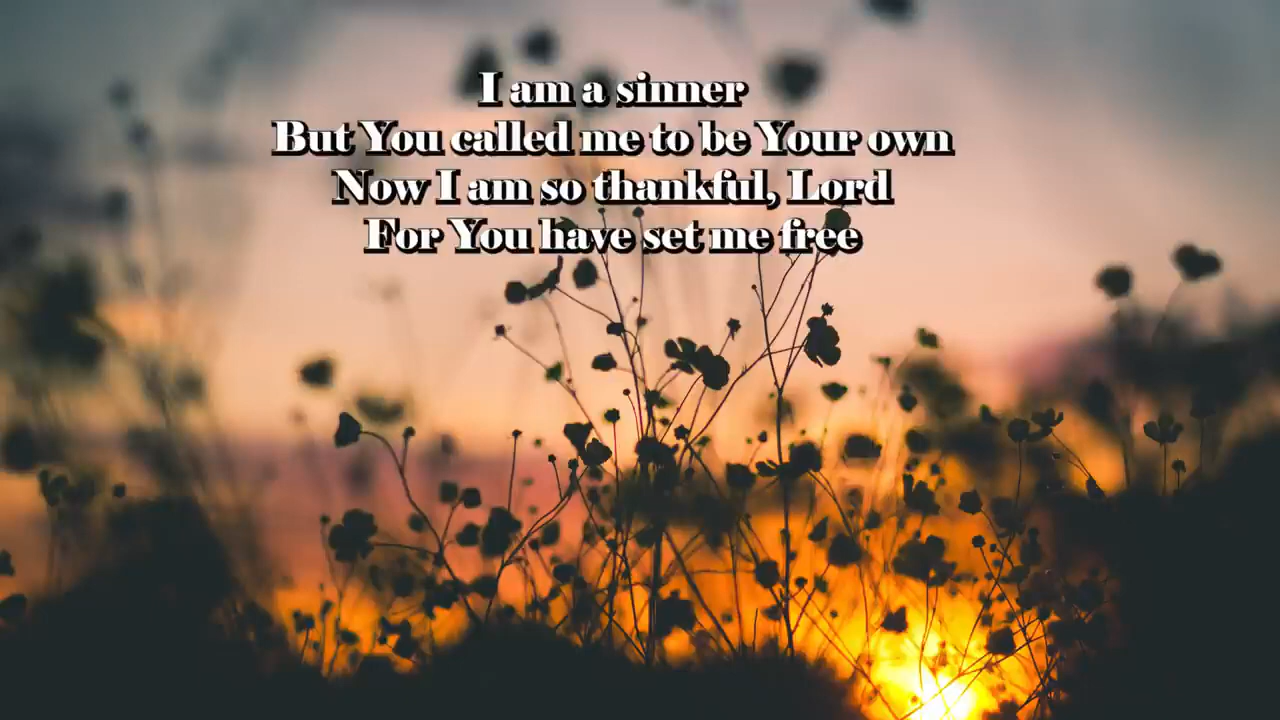 I am a sinner
But You called me to be Your own
Now I am so thankful, Lord
For You have set me free